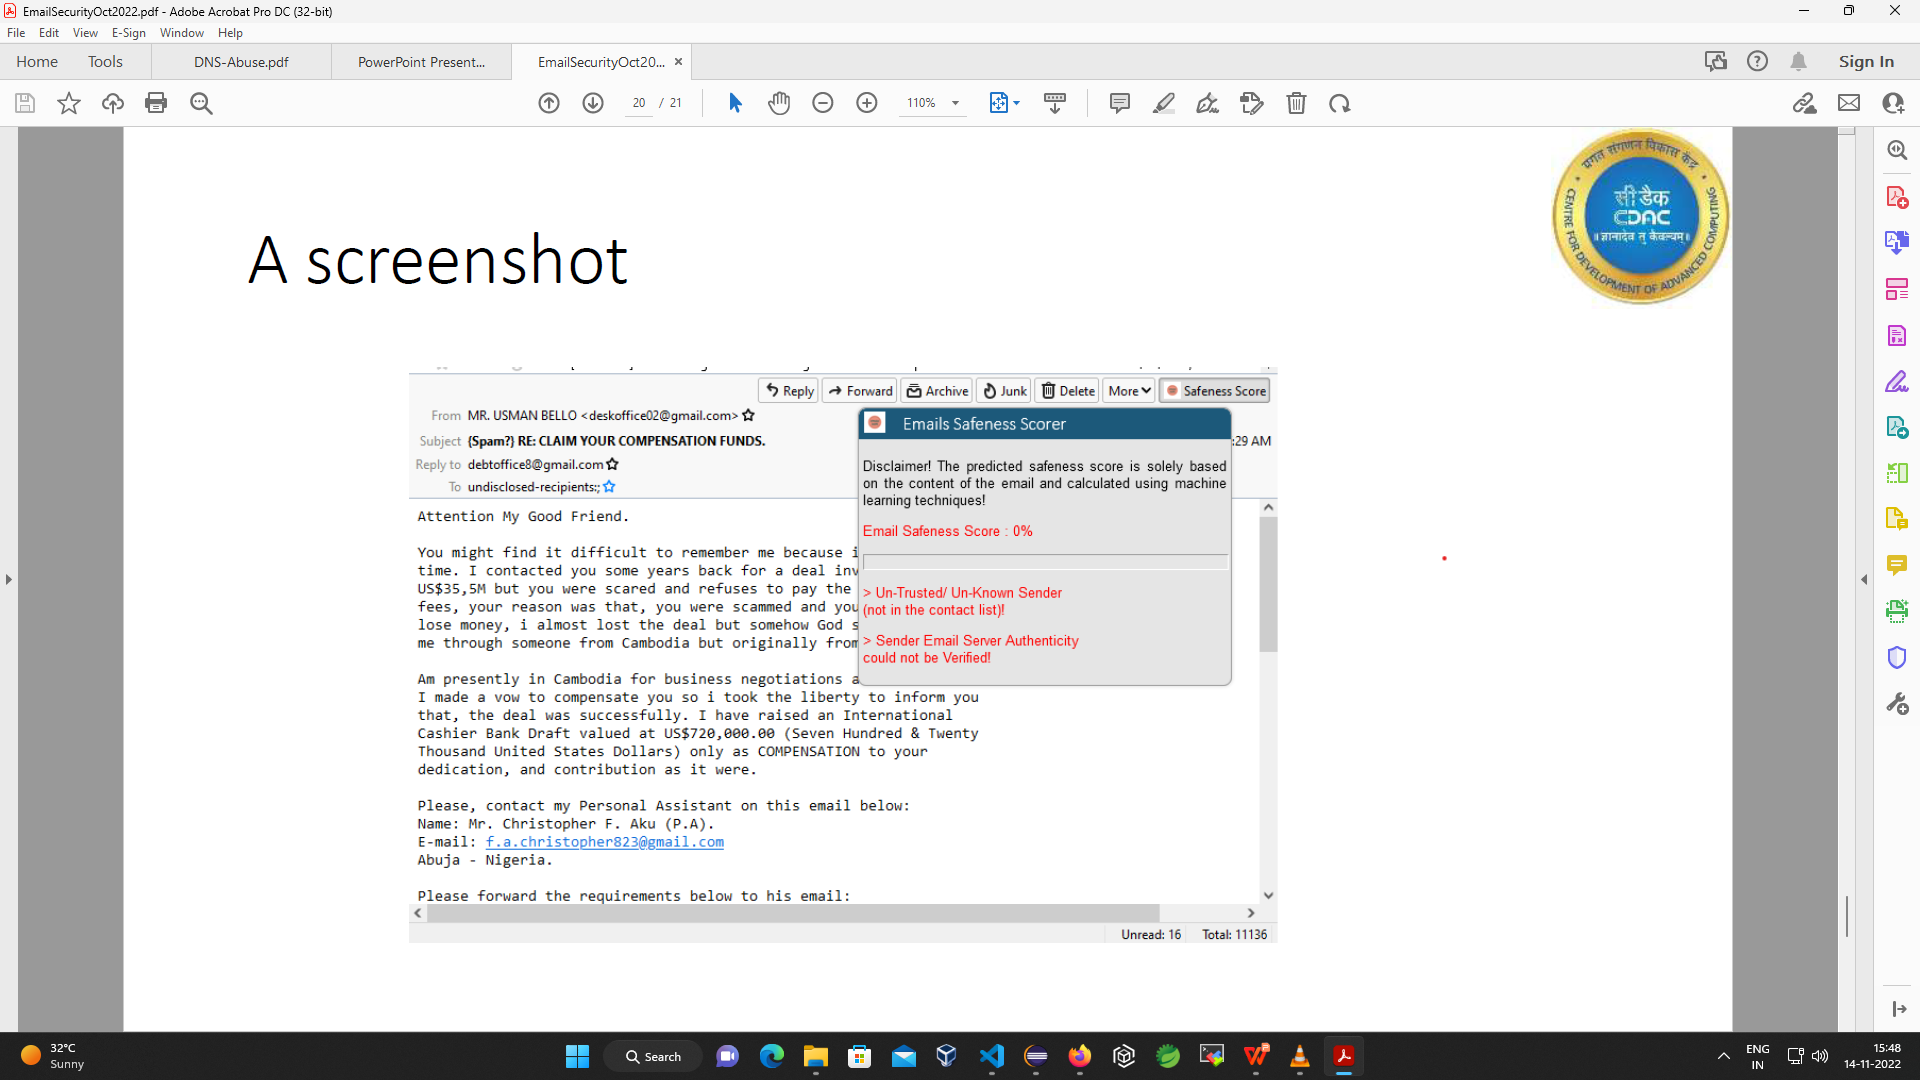 EmailSecurityOct2022.pdf - Adobe Acrobat Pro DC (32-bit)
File Edit View E-Sign Window Help
Home Tools DNS-Abuse.pdf PowerPoint Present... EmailSecurityOct20... × Sign In
20 / 21 110%
प्रगत संगणन विकास केंद्र
सी डैक
CDAC
॥ ज्ञानादेव तु कैवल्यम् ॥
CENTRE FOR DEVELOPMENT OF ADVANCED COMPUTING
A screenshot
Reply Forward Archive Junk Delete More Safeness Score
From MR. USMAN BELLO <deskoffice02@gmail.com>
Subject {Spam?} RE: CLAIM YOUR COMPENSATION FUNDS. :29 AM
Reply to debtoffice8@gmail.com
To undisclosed-recipients:;
Emails Safeness Scorer
Disclaimer! The predicted safeness score is solely based
on the content of the email and calculated using machine
learning techniques!
Email Safeness Score : 0%
> Un-Trusted/ Un-Known Sender
(not in the contact list)!
> Sender Email Server Authenticity
could not be Verified!
Attention My Good Friend.
You might find it difficult to remember me because i
time. I contacted you some years back for a deal inv
US$35,5M but you were scared and refuses to pay the
fees, your reason was that, you were scammed and you
lose money, i almost lost the deal but somehow God s
me through someone from Cambodia but originally from
Am presently in Cambodia for business negotiations a
I made a vow to compensate you so i took the liberty to inform you
that, the deal was successfully. I have raised an International
Cashier Bank Draft valued at US$720,000.00 (Seven Hundred & Twenty
Thousand United States Dollars) only as COMPENSATION to your
dedication, and contribution as it were.
Please, contact my Personal Assistant on this email below:
Name: Mr. Christopher F. Aku (P.A).
E-mail: f.a.christopher823@gmail.com
Abuja - Nigeria.
Please forward the requirements below to his email:
Unread: 16 Total: 11136
32°C
Sunny
Search
ENG
IN
15:48
14-11-2022